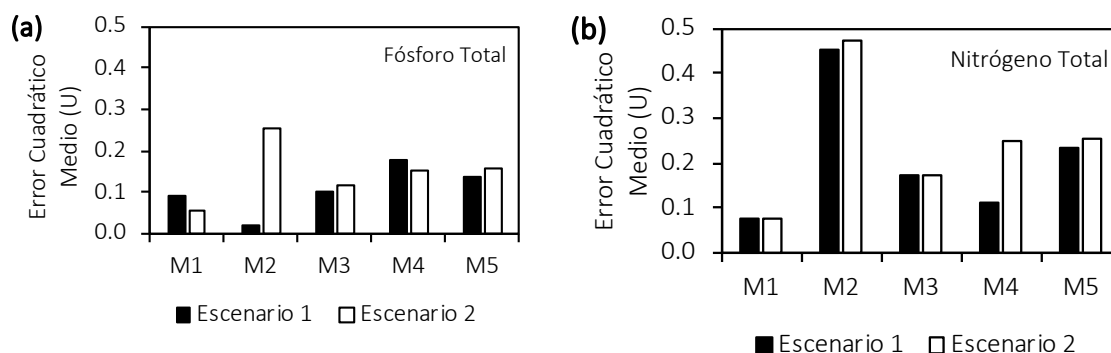 (a)
Error Cuadrático
Medio (U)
0.5
0.4
0.3
0.2
0.1
0.0
Fósforo Total
M1 M2 M3 M4 M5
Escenario 1 Escenario 2
(b)
Error Cuadrático
Medio (U)
0.5
0.4
0.3
0.2
0.1
0.0
Nitrógeno Total
M1 M2 M3 M4 M5
Escenario 1 Escenario 2